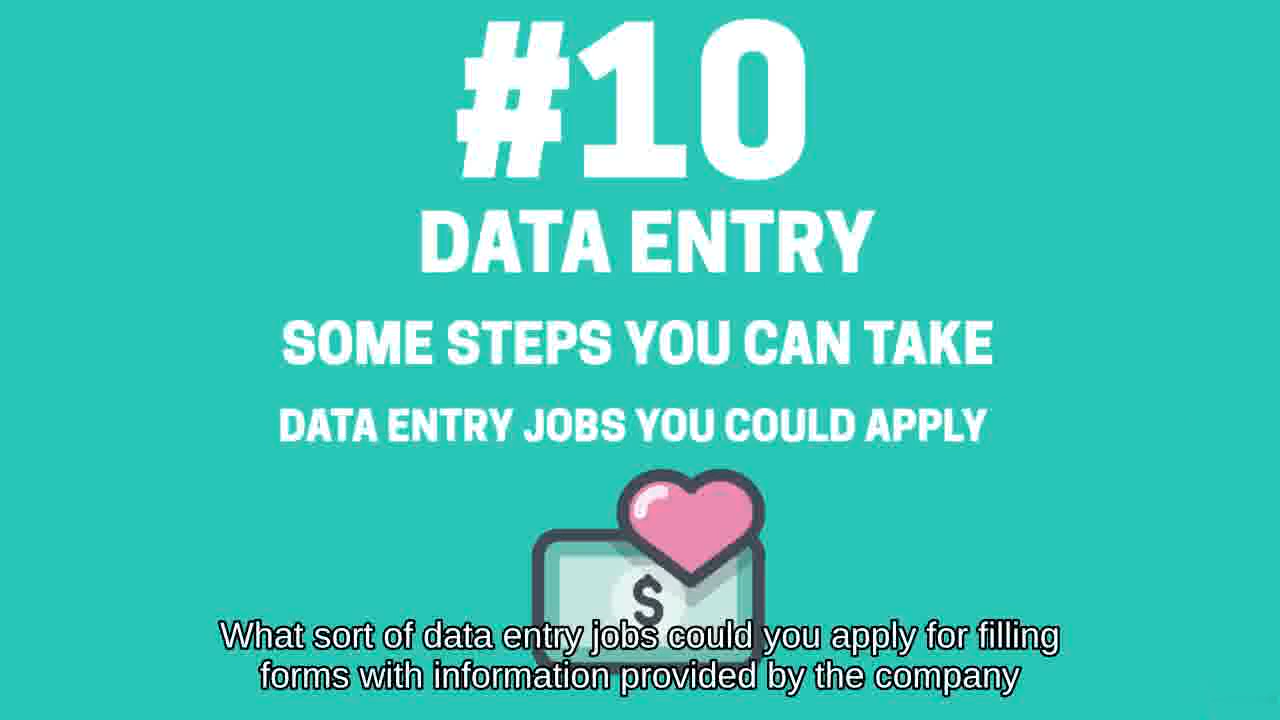 #10
DATA ENTRY
SOME STEPS YOU CAN TAKE
DATA ENTRY JOBS YOU COULD APPLY
$
What sort of data entry jobs could you apply for filling
forms with information provided by the company